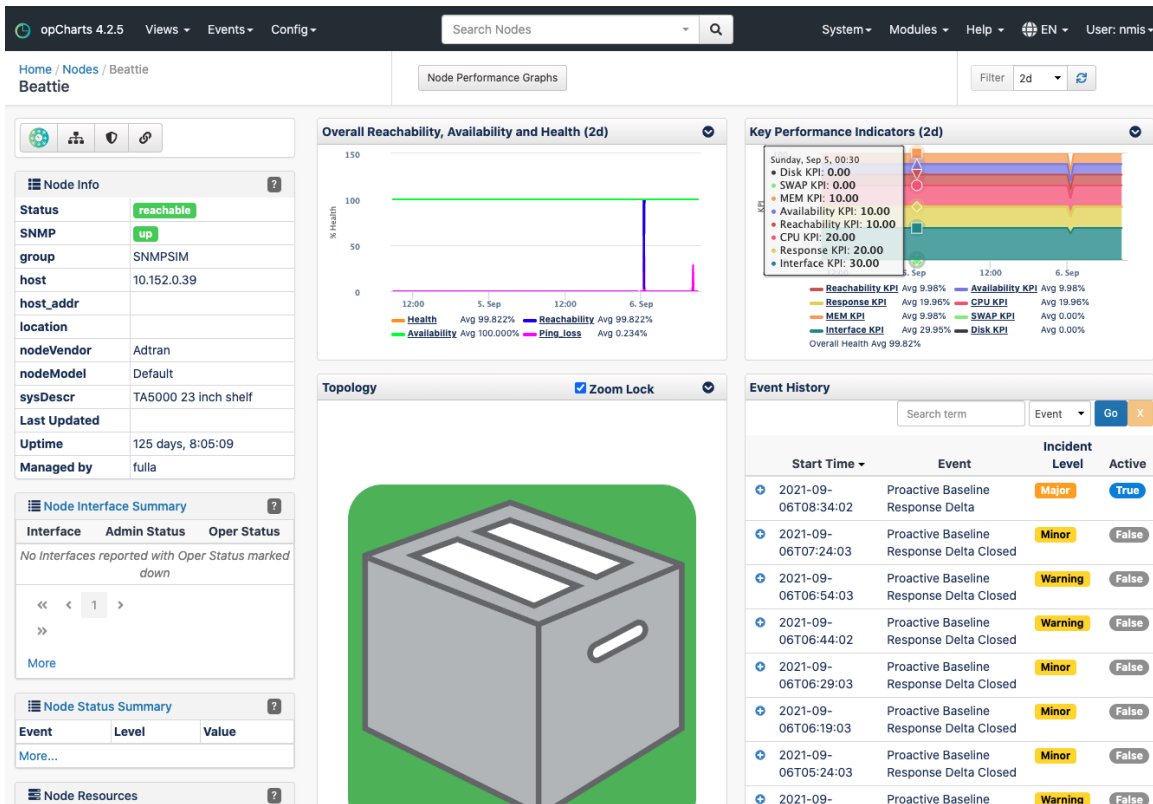 opCharts 4.2.5 Views Events Config Search Nodes System Modules Help EN User: nmis
Home / Nodes / Beattie
Beattie
Node Performance Graphs
Filter 2d
Node Info ?
Status reachable
SNMP up
group SNMPSIM
host 10.152.0.39
host_addr
location
nodeVendor Adtran
nodeModel Default
sysDescr TA5000 23 inch shelf
Last Updated
Uptime 125 days, 8:05:09
Managed by fulla
Node Interface Summary ?
Interface Admin Status Oper Status
No Interfaces reported with Oper Status marked
down
« ‹ 1 ›
»
More
Node Status Summary ?
Event Level Value
More...
Node Resources ?
Overall Reachability, Availability and Health (2d)
150
100
50
0
% Health
12:00 5. Sep 12:00 6. Sep
Health Avg 99.822% Reachability Avg 99.822%
Availability Avg 100.000% Ping_loss Avg 0.234%
Topology Zoom Lock
Key Performance Indicators (2d)
KPI
Sunday, Sep 5, 00:30
• Disk KPI: 0.00
• SWAP KPI: 0.00
• MEM KPI: 10.00
• Availability KPI: 10.00
• Reachability KPI: 10.00
• CPU KPI: 20.00
• Response KPI: 20.00
• Interface KPI: 30.00
5. Sep 12:00 6. Sep
Reachability KPI Avg 9.98% Availability KPI Avg 9.98%
Response KPI Avg 19.96% CPU KPI Avg 19.96%
MEM KPI Avg 9.98% SWAP KPI Avg 0.00%
Interface KPI Avg 29.95% Disk KPI Avg 0.00%
Overall Health Avg 99.82%
Event History
Search term Event Go X
Incident
Start Time Event Level Active
2021-09- Proactive Baseline Major True
06T08:34:02 Response Delta
2021-09- Proactive Baseline Minor False
06T07:24:03 Response Delta Closed
2021-09- Proactive Baseline Warning False
06T06:54:03 Response Delta Closed
2021-09- Proactive Baseline Warning False
06T06:44:02 Response Delta Closed
2021-09- Proactive Baseline Minor False
06T06:29:03 Response Delta Closed
2021-09- Proactive Baseline Minor False
06T06:19:03 Response Delta Closed
2021-09- Proactive Baseline Minor False
06T05:24:03 Response Delta Closed
2021-09- Proactive Baseline Warning False